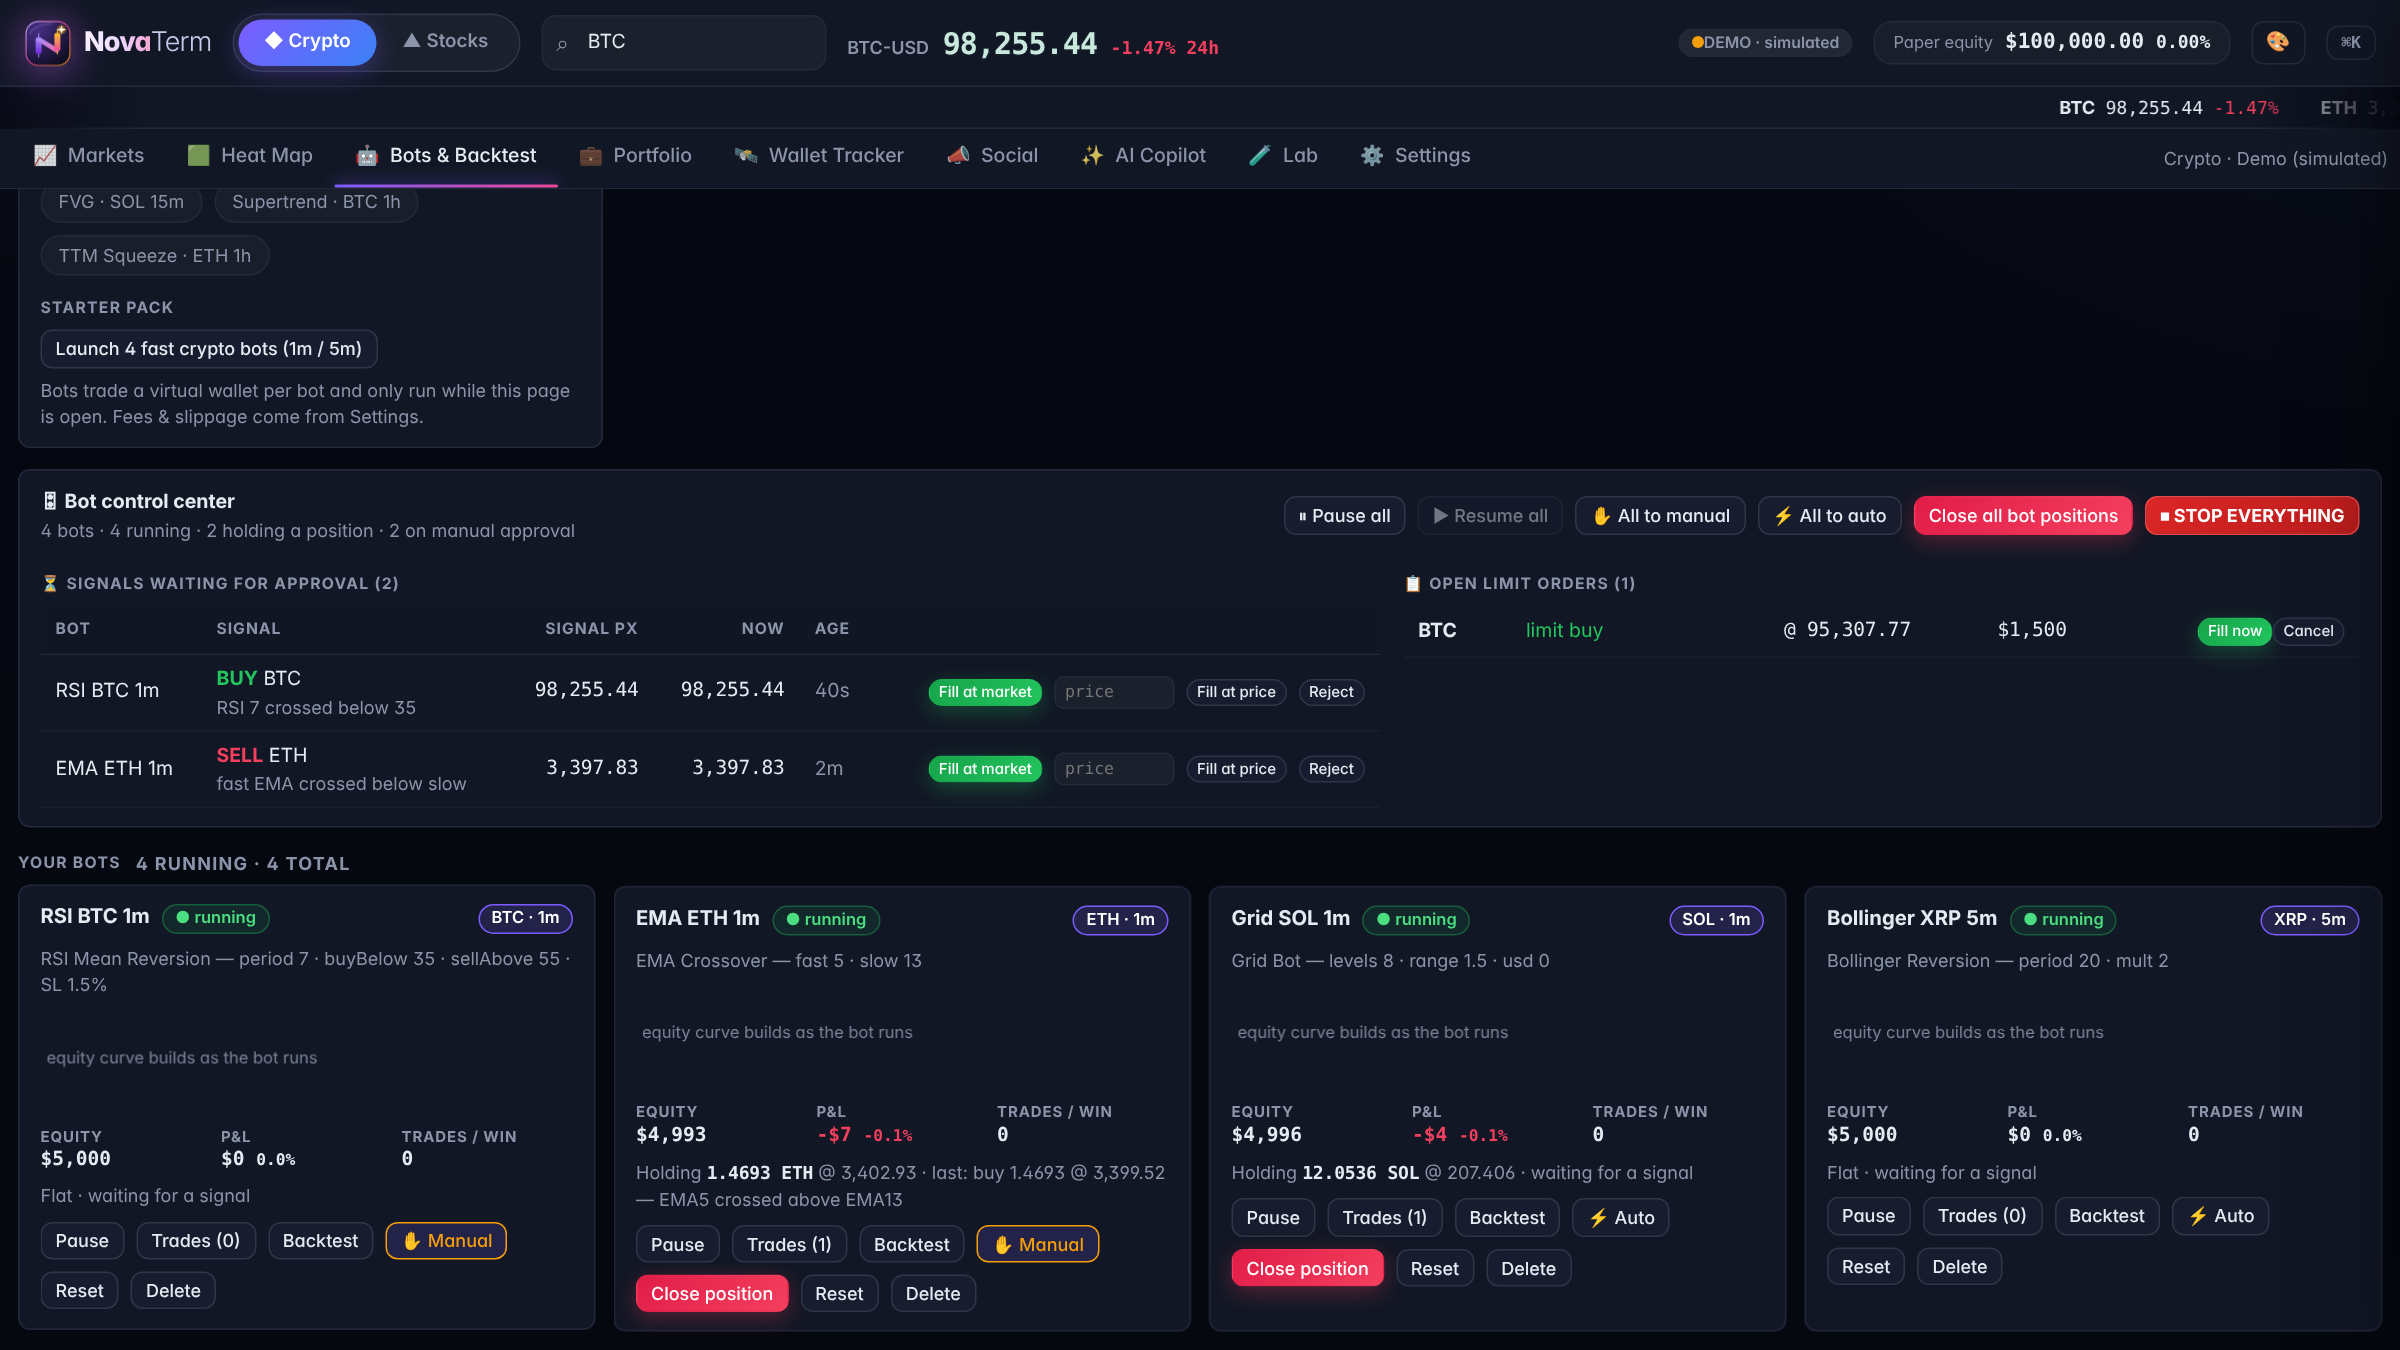 NovaTerm
◆ Crypto
▲ Stocks
BTC
BTC-USD 98,255.44 -1.47% 24h
DEMO · simulated
Paper equity $100,000.00 0.00%
⌘K
BTC 98,255.44 -1.47% ETH
Markets
Heat Map
Bots & Backtest
Portfolio
Wallet Tracker
Social
AI Copilot
Lab
Settings
Crypto · Demo (simulated)
FVG · SOL 15m
Supertrend · BTC 1h
TTM Squeeze · ETH 1h
STARTER PACK
Launch 4 fast crypto bots (1m / 5m)
Bots trade a virtual wallet per bot and only run while this page
is open. Fees & slippage come from Settings.
Bot control center
4 bots · 4 running · 2 holding a position · 2 on manual approval
Pause all
Resume all
All to manual
All to auto
Close all bot positions
STOP EVERYTHING
SIGNALS WAITING FOR APPROVAL (2)
BOT SIGNAL SIGNAL PX NOW AGE
RSI BTC 1m
BUY BTC
RSI 7 crossed below 35
98,255.44 98,255.44 40s
Fill at market
price
Fill at price
Reject
EMA ETH 1m
SELL ETH
fast EMA crossed below slow
3,397.83 3,397.83 2m
Fill at market
price
Fill at price
Reject
OPEN LIMIT ORDERS (1)
BTC limit buy @ 95,307.77 $1,500
Fill now
Cancel
YOUR BOTS 4 RUNNING · 4 TOTAL
RSI BTC 1m
running
BTC · 1m
RSI Mean Reversion — period 7 · buyBelow 35 · sellAbove 55 ·
SL 1.5%
equity curve builds as the bot runs
EQUITY P&L TRADES / WIN
$5,000 $0 0.0% 0
Flat · waiting for a signal
Pause
Trades (0)
Backtest
Manual
Reset
Delete
EMA ETH 1m
running
ETH · 1m
EMA Crossover — fast 5 · slow 13
equity curve builds as the bot runs
EQUITY P&L TRADES / WIN
$4,993 -$7 -0.1% 0
Holding 1.4693 ETH @ 3,402.93 · last: buy 1.4693 @ 3,399.52
— EMA5 crossed above EMA13
Pause
Trades (1)
Backtest
Manual
Close position
Reset
Delete
Grid SOL 1m
running
SOL · 1m
Grid Bot — levels 8 · range 1.5 · usd 0
equity curve builds as the bot runs
EQUITY P&L TRADES / WIN
$4,996 -$4 -0.1% 0
Holding 12.0536 SOL @ 207.406 · waiting for a signal
Pause
Trades (1)
Backtest
Auto
Close position
Reset
Delete
Bollinger XRP 5m
running
XRP · 5m
Bollinger Reversion — period 20 · mult 2
equity curve builds as the bot runs
EQUITY P&L TRADES / WIN
$5,000 $0 0.0% 0
Flat · waiting for a signal
Pause
Trades (0)
Backtest
Auto
Reset
Delete